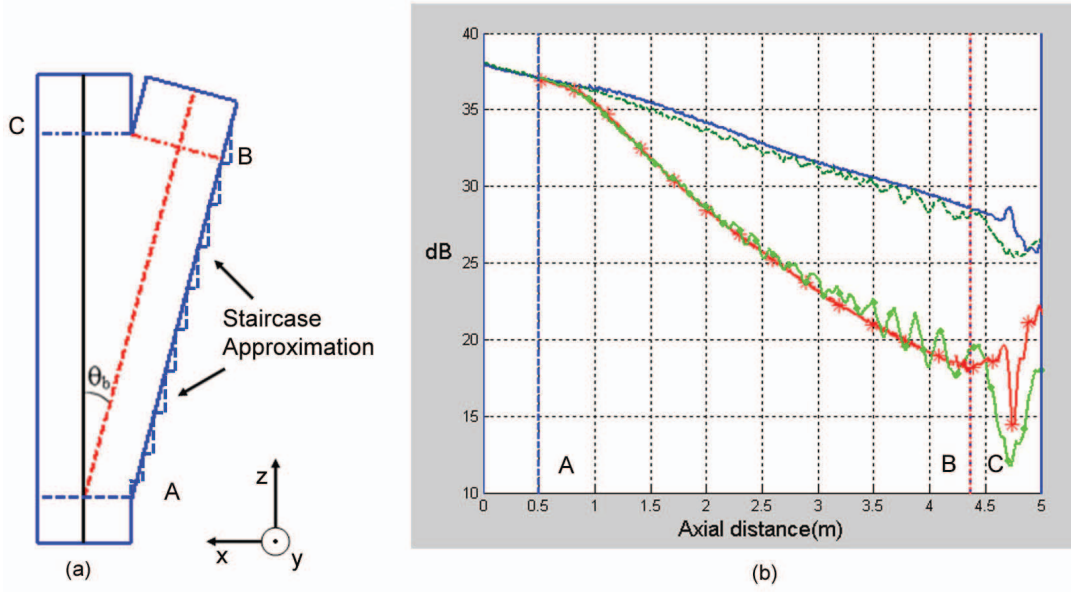 C
B
Staircase
Approximation
θb
A
z
x
y
(a)
40
35
30
25
20
15
10
dB
A
B
C
0
0.5
1
1.5
2
2.5
3
3.5
4
4.5
5
Axial distance(m)
(b)